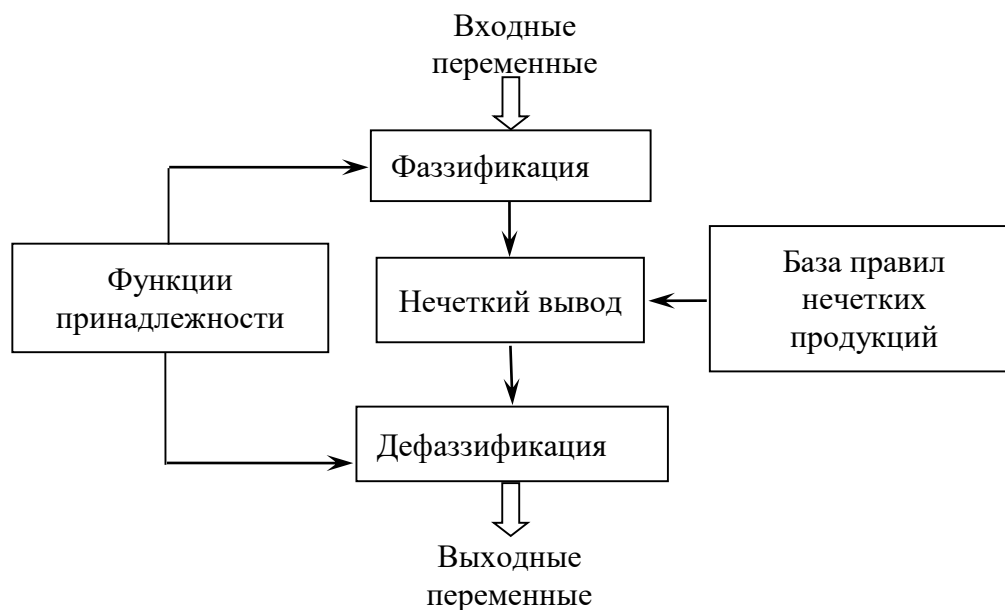 Входные
переменные
Фаззификация
Функции
принадлежности
Нечеткий вывод
База правил
нечетких
продукций
Дефаззификация
Выходные
переменные